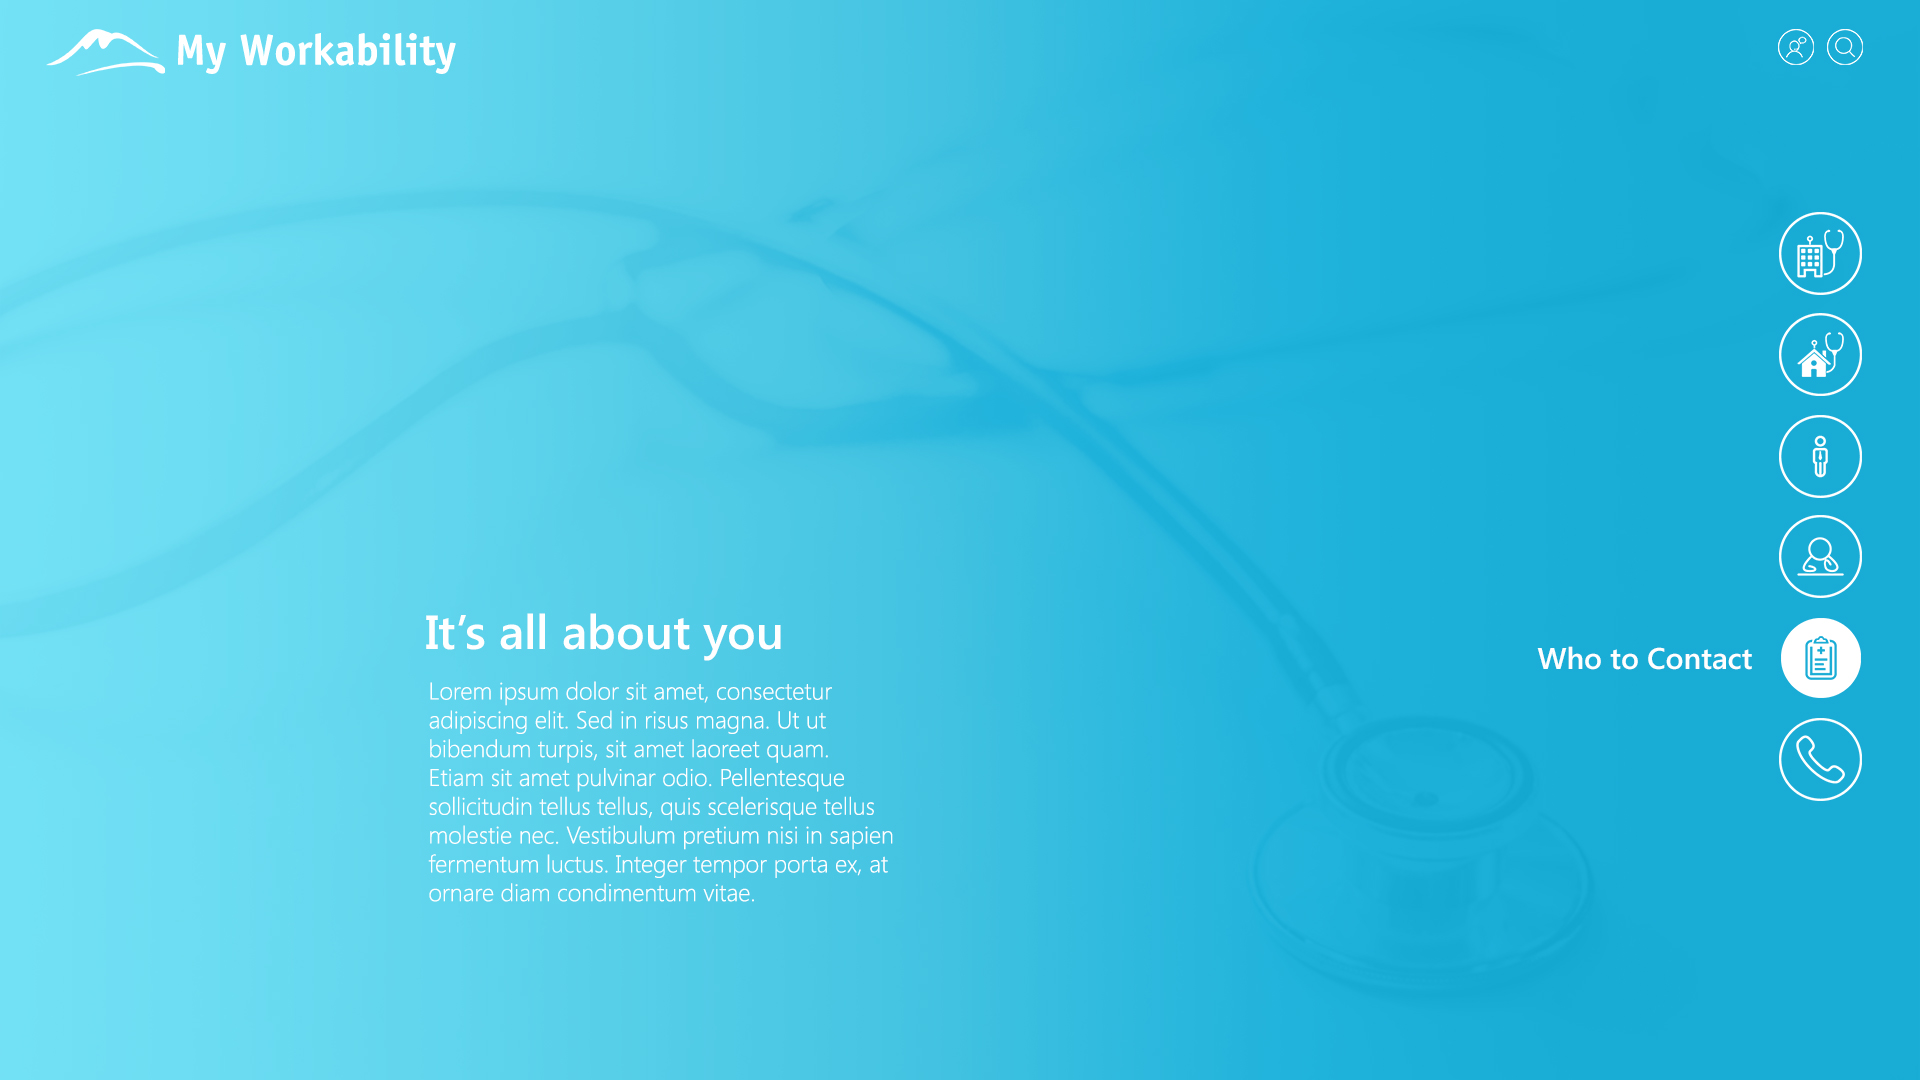 My Workability
It’s all about you
Lorem ipsum dolor sit amet, consectetur
adipiscing elit. Sed in risus magna. Ut ut
bibendum turpis, sit amet laoreet quam.
Etiam sit amet pulvinar odio. Pellentesque
sollicitudin tellus tellus, quis scelerisque tellus
molestie nec. Vestibulum pretium nisi in sapien
fermentum luctus. Integer tempor porta ex, at
ornare diam condimentum vitae.
Who to Contact